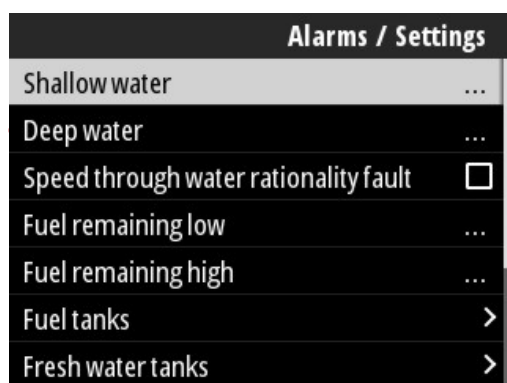 Alarms / Settings
Shallow water ...
Deep water ...
Speed through water rationality fault
Fuel remaining low ...
Fuel remaining high ...
Fuel tanks >
Fresh water tanks >